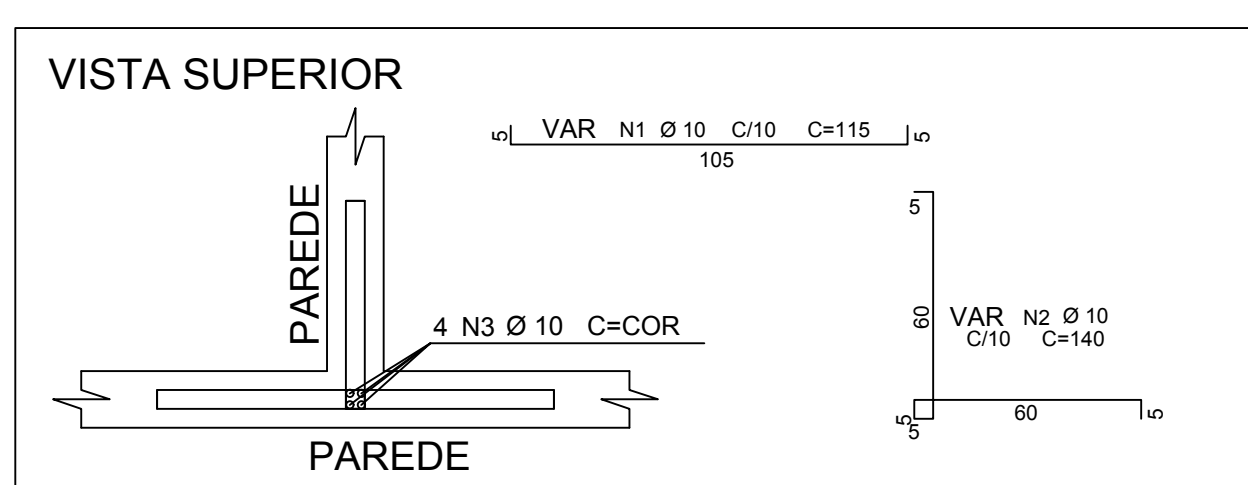 VISTA SUPERIOR
5
VAR N1 Ø 10 C/10 C=115
5
105
PAREDE
5
60
VAR N2 Ø 10
C/10 C=140
4 N3 Ø 10 C=COR
5
5
60
5
PAREDE